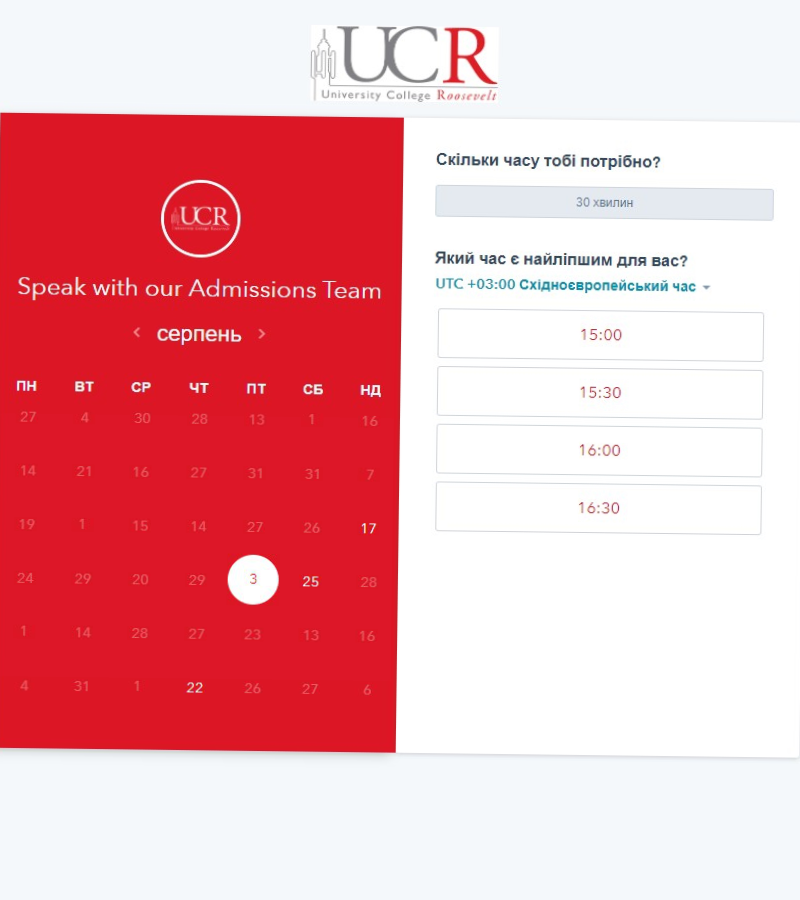 UCR
University College Roosevelt
UCR
Speak with our Admissions Team
серпень
ПН ВТ СР ЧТ ПТ СБ НД
27 4 30 28 13 1 16
14 21 16 27 31 31 7
19 1 15 14 27 26 17
24 29 20 29 3 25 28
1 14 28 27 23 13 16
4 31 1 22 26 27 6
Скільки часу тобі потрібно?
30 хвилин
Який час є найліпшим для вас?
UTC +03:00 Східноєвропейський час
15:00
15:30
16:00
16:30